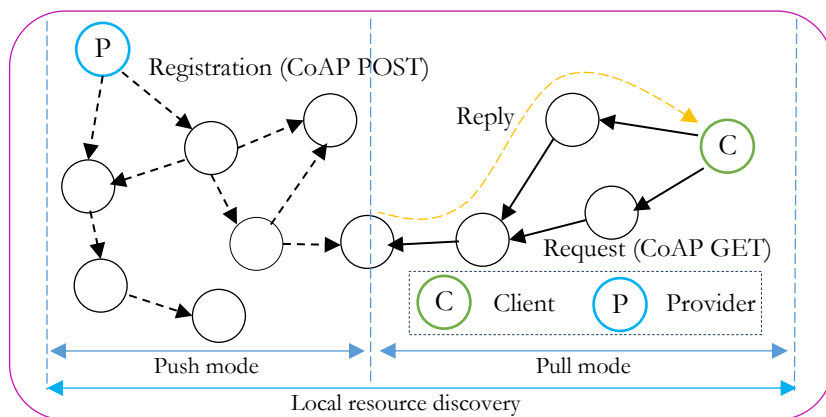 P
Registration (CoAP POST)
Reply
C
Request (CoAP GET)
C Client P Provider
Push mode
Pull mode
Local resource discovery